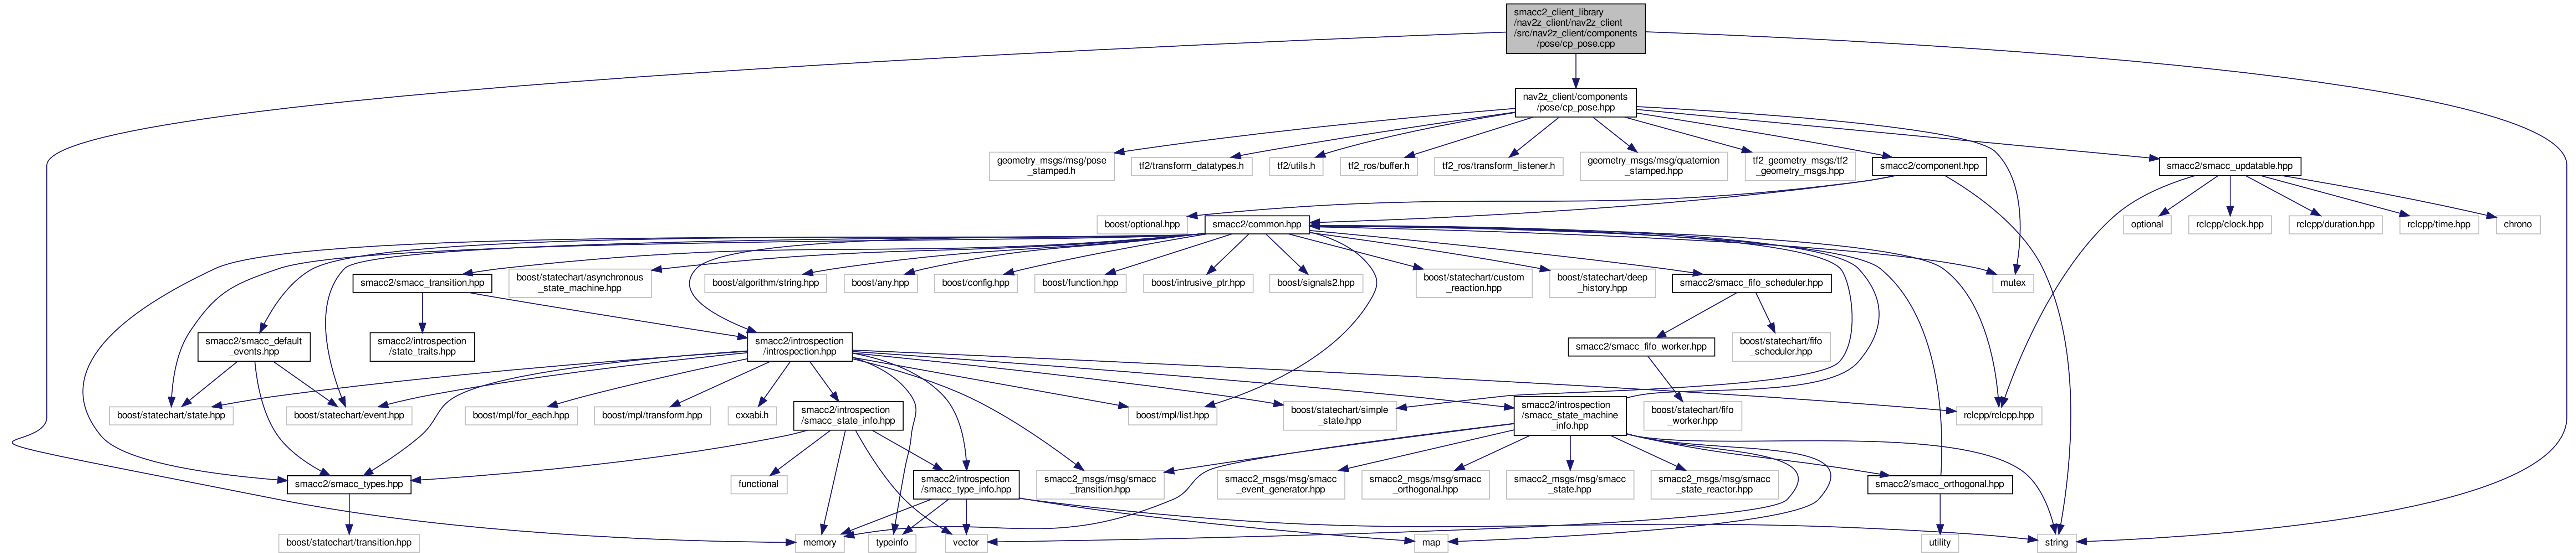 smacc2_client_library
/nav2z_client/nav2z_client
/src/nav2z_client/components
/pose/cp_pose.cpp
nav2z_client/components
/pose/cp_pose.hpp
geometry_msgs/msg/pose
_stamped.h
tf2/transform_datatypes.h
tf2/utils.h
tf2_ros/buffer.h
tf2_ros/transform_listener.h
geometry_msgs/msg/quaternion
_stamped.hpp
tf2_geometry_msgs/tf2
_geometry_msgs.hpp
smacc2/component.hpp
smacc2/smacc_updatable.hpp
boost/optional.hpp
smacc2/common.hpp
optional
rclcpp/clock.hpp
rclcpp/duration.hpp
rclcpp/time.hpp
chrono
smacc2/smacc_transition.hpp
boost/statechart/asynchronous
_state_machine.hpp
boost/algorithm/string.hpp
boost/any.hpp
boost/config.hpp
boost/function.hpp
boost/intrusive_ptr.hpp
boost/signals2.hpp
boost/statechart/custom
_reaction.hpp
boost/statechart/deep
_history.hpp
smacc2/smacc_fifo_scheduler.hpp
mutex
smacc2/smacc_default
_events.hpp
smacc2/introspection
/state_traits.hpp
smacc2/introspection
/introspection.hpp
smacc2/smacc_fifo_worker.hpp
boost/statechart/fifo
_scheduler.hpp
boost/statechart/state.hpp
boost/statechart/event.hpp
boost/mpl/for_each.hpp
boost/mpl/transform.hpp
cxxabi.h
smacc2/introspection
/smacc_state_info.hpp
boost/mpl/list.hpp
boost/statechart/simple
_state.hpp
smacc2/introspection
/smacc_state_machine
_info.hpp
boost/statechart/fifo
_worker.hpp
rclcpp/rclcpp.hpp
smacc2/smacc_types.hpp
functional
smacc2/introspection
/smacc_type_info.hpp
smacc2_msgs/msg/smacc
_transition.hpp
smacc2_msgs/msg/smacc
_event_generator.hpp
smacc2_msgs/msg/smacc
_orthogonal.hpp
smacc2_msgs/msg/smacc
_state.hpp
smacc2_msgs/msg/smacc
_state_reactor.hpp
smacc2/smacc_orthogonal.hpp
boost/statechart/transition.hpp
memory
typeinfo
vector
map
utility
string